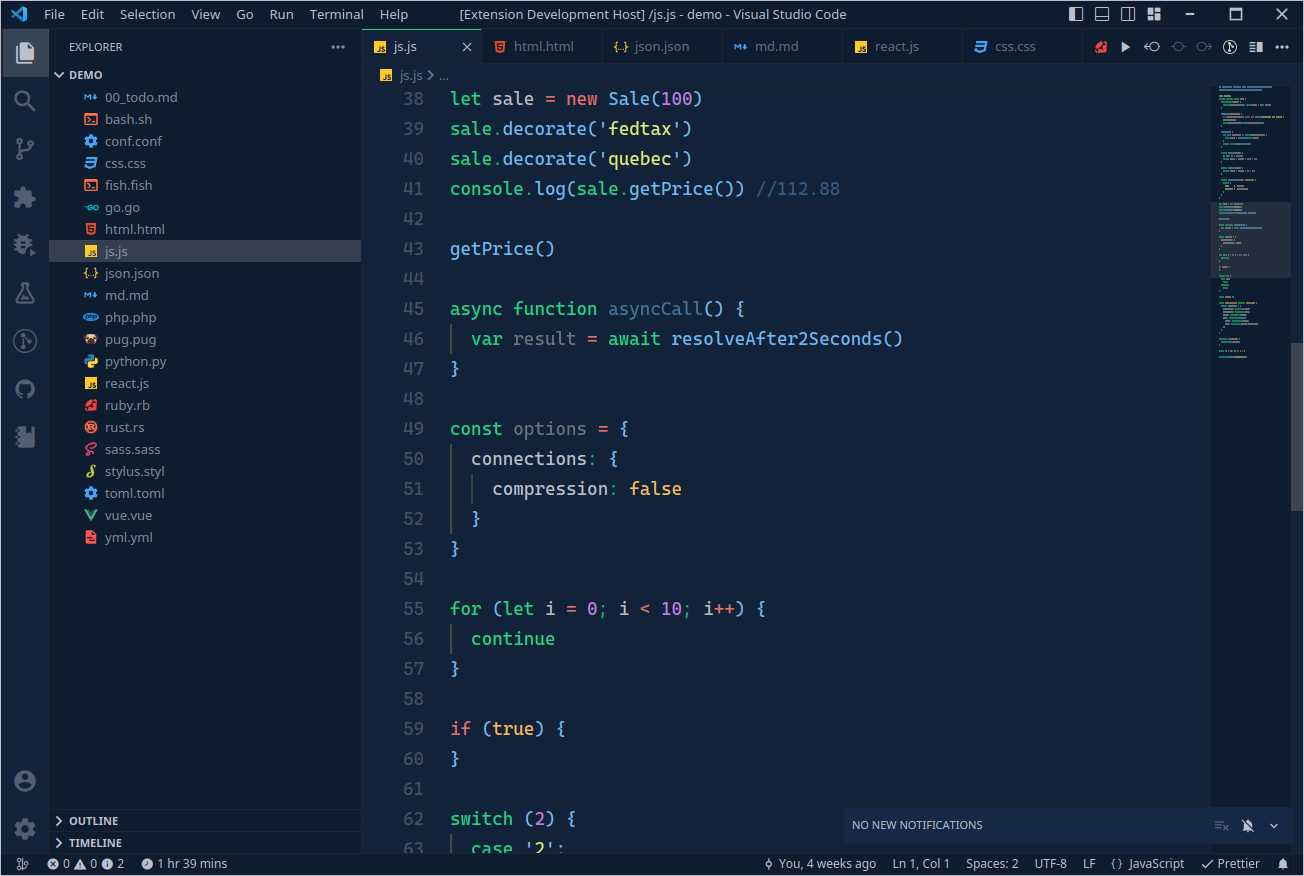 File Edit Selection View Go Run Terminal Help [Extension Development Host] /js.js - demo - Visual Studio Code
EXPLORER
DEMO
00_todo.md
bash.sh
conf.conf
css.css
fish.fish
go.go
html.html
js.js
json.json
md.md
php.php
pug.pug
python.py
react.js
ruby.rb
rust.rs
sass.sass
stylus.styl
toml.toml
vue.vue
yml.yml
OUTLINE
TIMELINE
js.js html.html json.json md.md react.js css.css
js.js > ...
38 let sale = new Sale(100)
39 sale.decorate('fedtax')
40 sale.decorate('quebec')
41 console.log(sale.getPrice()) //112.88
42
43 getPrice()
44
45 async function asyncCall() {
46   var result = await resolveAfter2Seconds()
47 }
48
49 const options = {
50   connections: {
51     compression: false
52   }
53 }
54
55 for (let i = 0; i < 10; i++) {
56   continue
57 }
58
59 if (true) {
60 }
61
62 switch (2) {
63   case '2':
NO NEW NOTIFICATIONS
0 0 2 1 hr 39 mins You, 4 weeks ago Ln 1, Col 1 Spaces: 2 UTF-8 LF {} JavaScript Prettier